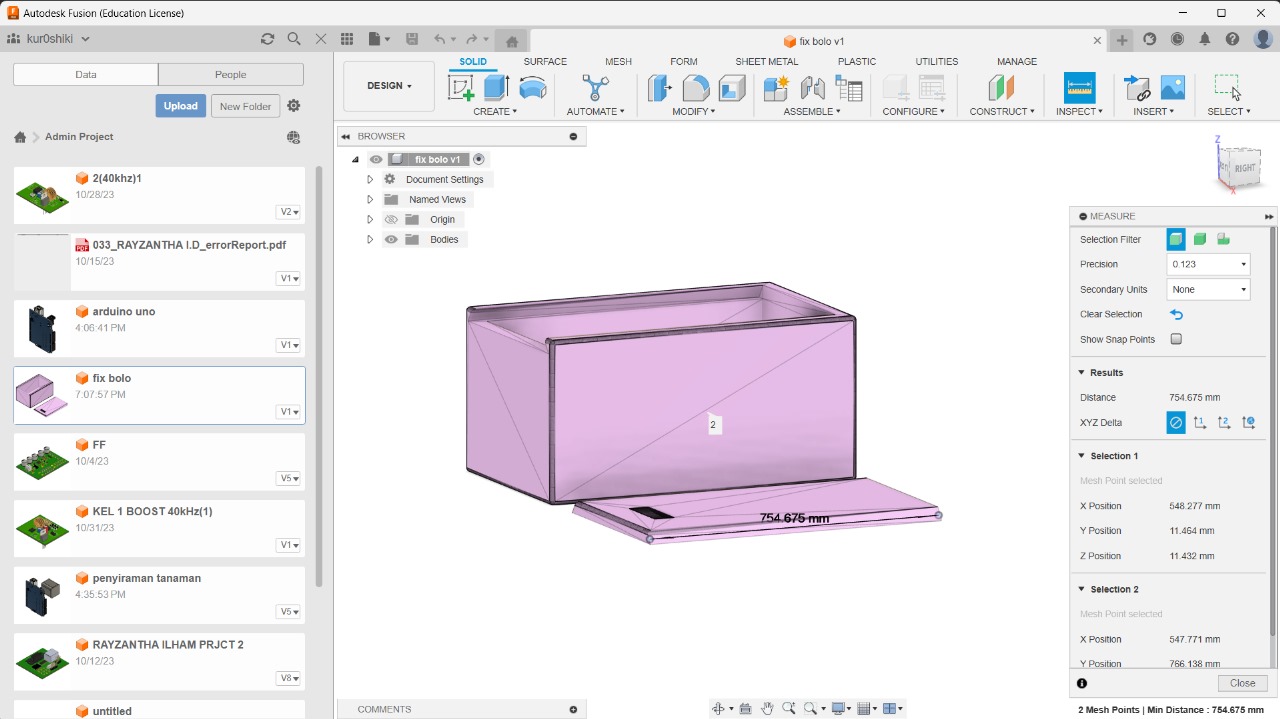 Autodesk Fusion (Education License)
kur0shiki
fix bolo v1
Data
People
Upload
New Folder
Admin Project
2(40khz)1
10/28/23
V2
PDF
033_RAYZANTHA I.D_errorReport.pdf
10/15/23
V1
arduino uno
4:06:41 PM
V1
fix bolo
7:07:57 PM
V1
FF
10/4/23
V5
KEL 1 BOOST 40kHz(1)
10/31/23
V1
penyiraman tanaman
4:35:53 PM
V5
RAYZANTHA ILHAM PRJCT 2
10/12/23
V8
untitled
DESIGN
SOLID
SURFACE
MESH
FORM
SHEET METAL
PLASTIC
UTILITIES
MANAGE
CREATE
AUTOMATE
MODIFY
ASSEMBLE
CONFIGURE
CONSTRUCT
INSPECT
INSERT
SELECT
BROWSER
fix bolo v1
Document Settings
Named Views
Origin
Bodies
Z
RIGHT
X
2
754.675 mm
MEASURE
Selection Filter
Precision 0.123
Secondary Units None
Clear Selection
Show Snap Points
Results
Distance 754.675 mm
XYZ Delta
Selection 1
Mesh Point selected
X Position 548.277 mm
Y Position 11.464 mm
Z Position 11.432 mm
Selection 2
Mesh Point selected
X Position 547.771 mm
Y Position 766.138 mm
Close
COMMENTS
2 Mesh Points | Min Distance : 754.675 mm